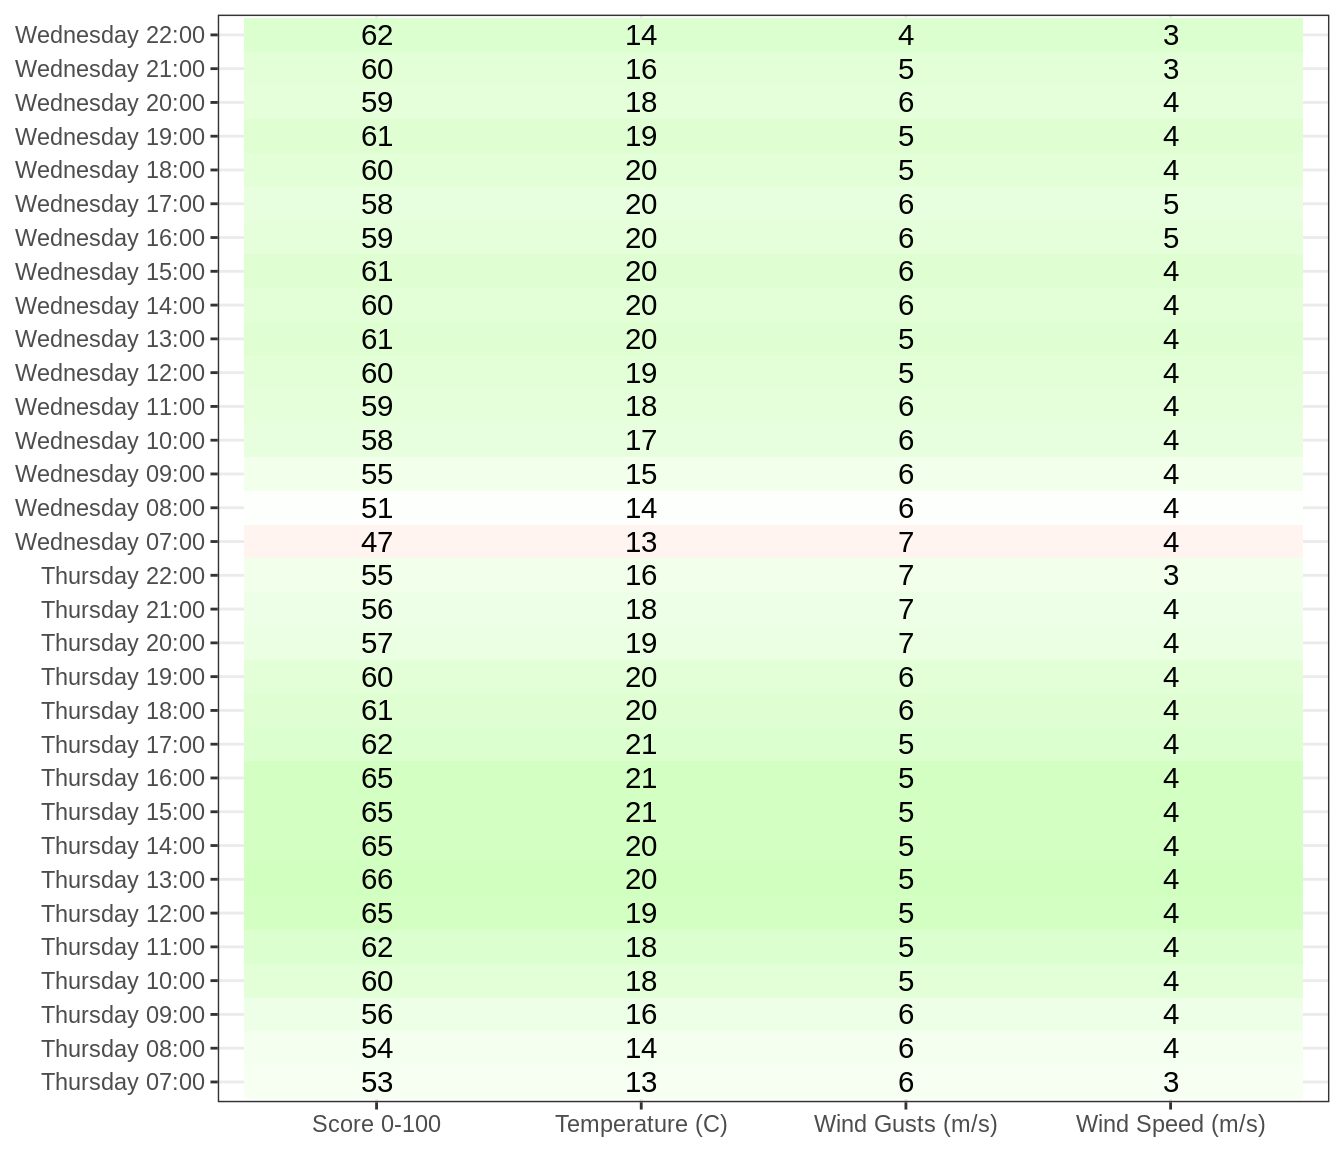 Wednesday 22:00 62 14 4 3
Wednesday 21:00 60 16 5 3
Wednesday 20:00 59 18 6 4
Wednesday 19:00 61 19 5 4
Wednesday 18:00 60 20 5 4
Wednesday 17:00 58 20 6 5
Wednesday 16:00 59 20 6 5
Wednesday 15:00 61 20 6 4
Wednesday 14:00 60 20 6 4
Wednesday 13:00 61 20 5 4
Wednesday 12:00 60 19 5 4
Wednesday 11:00 59 18 6 4
Wednesday 10:00 58 17 6 4
Wednesday 09:00 55 15 6 4
Wednesday 08:00 51 14 6 4
Wednesday 07:00 47 13 7 4
Thursday 22:00 55 16 7 3
Thursday 21:00 56 18 7 4
Thursday 20:00 57 19 7 4
Thursday 19:00 60 20 6 4
Thursday 18:00 61 20 6 4
Thursday 17:00 62 21 5 4
Thursday 16:00 65 21 5 4
Thursday 15:00 65 21 5 4
Thursday 14:00 65 20 5 4
Thursday 13:00 66 20 5 4
Thursday 12:00 65 19 5 4
Thursday 11:00 62 18 5 4
Thursday 10:00 60 18 5 4
Thursday 09:00 56 16 6 4
Thursday 08:00 54 14 6 4
Thursday 07:00 53 13 6 3
Score 0-100 Temperature (C) Wind Gusts (m/s) Wind Speed (m/s)